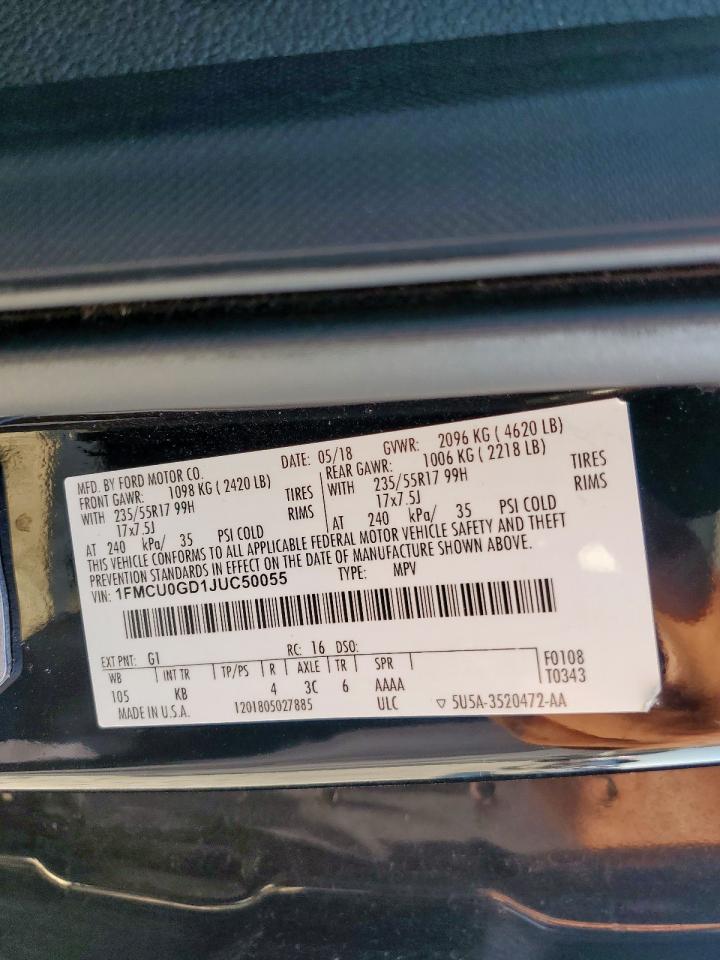 MFD. BY FORD MOTOR CO. DATE: 05/18 GVWR: 2096 KG ( 4620 LB)
FRONT GAWR: 1098 KG ( 2420 LB) REAR GAWR: 1006 KG ( 2218 LB)
WITH 235/55R17 99H TIRES WITH 235/55R17 99H TIRES
17x7.5J RIMS 17x7.5J RIMS
AT 240 kPa/ 35 PSI COLD AT 240 kPa/ 35 PSI COLD
THIS VEHICLE CONFORMS TO ALL APPLICABLE FEDERAL MOTOR VEHICLE SAFETY AND THEFT
PREVENTION STANDARDS IN EFFECT ON THE DATE OF MANUFACTURE SHOWN ABOVE.
VIN: 1FMCU0GD1JUC50055 TYPE: MPV
EXT PNT: G1 RC: 16 DSO:
WB INT TR TP/PS R AXLE TR SPR F0108
105 KB 4 3C 6 AAAA T0343
MADE IN U.S.A. 1201805027885 ULC ▽ 5U5A-3520472-AA